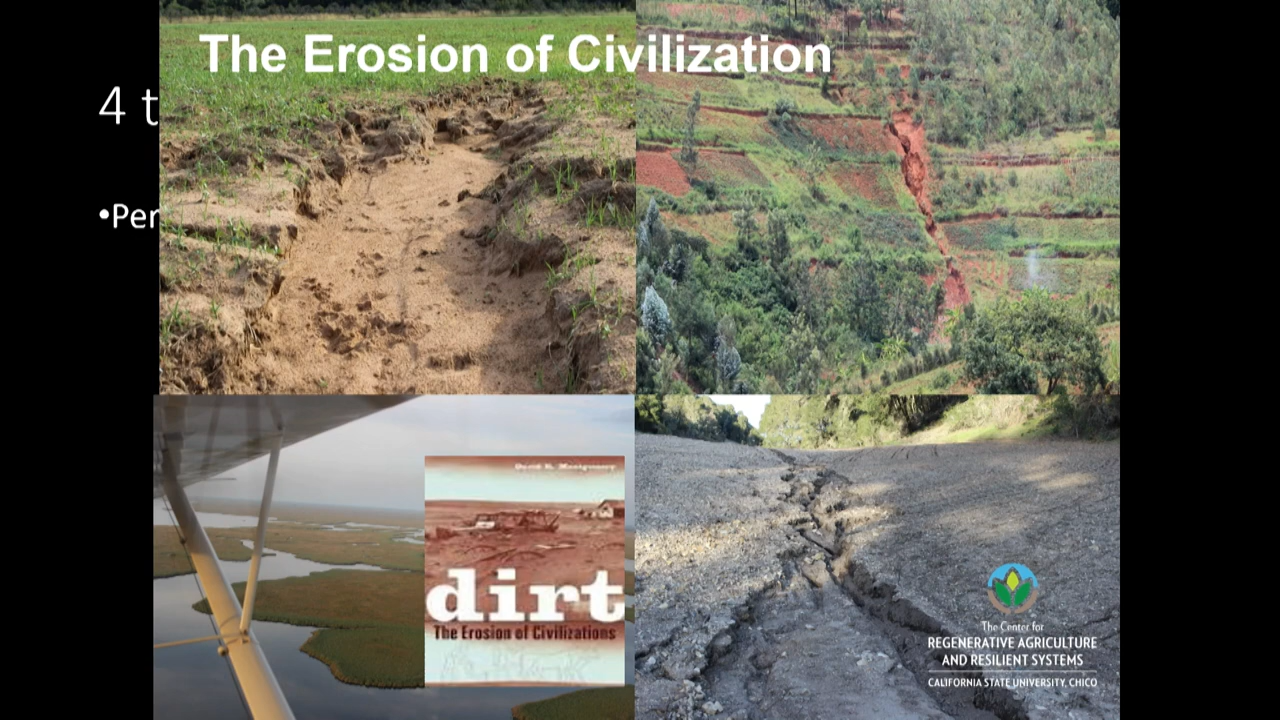 The Erosion of Civilization
4 t
•Per
David R. Montgomery
dirt
The Erosion of Civilizations
The Center for
REGENERATIVE AGRICULTURE
AND RESILIENT SYSTEMS
CALIFORNIA STATE UNIVERSITY, CHICO